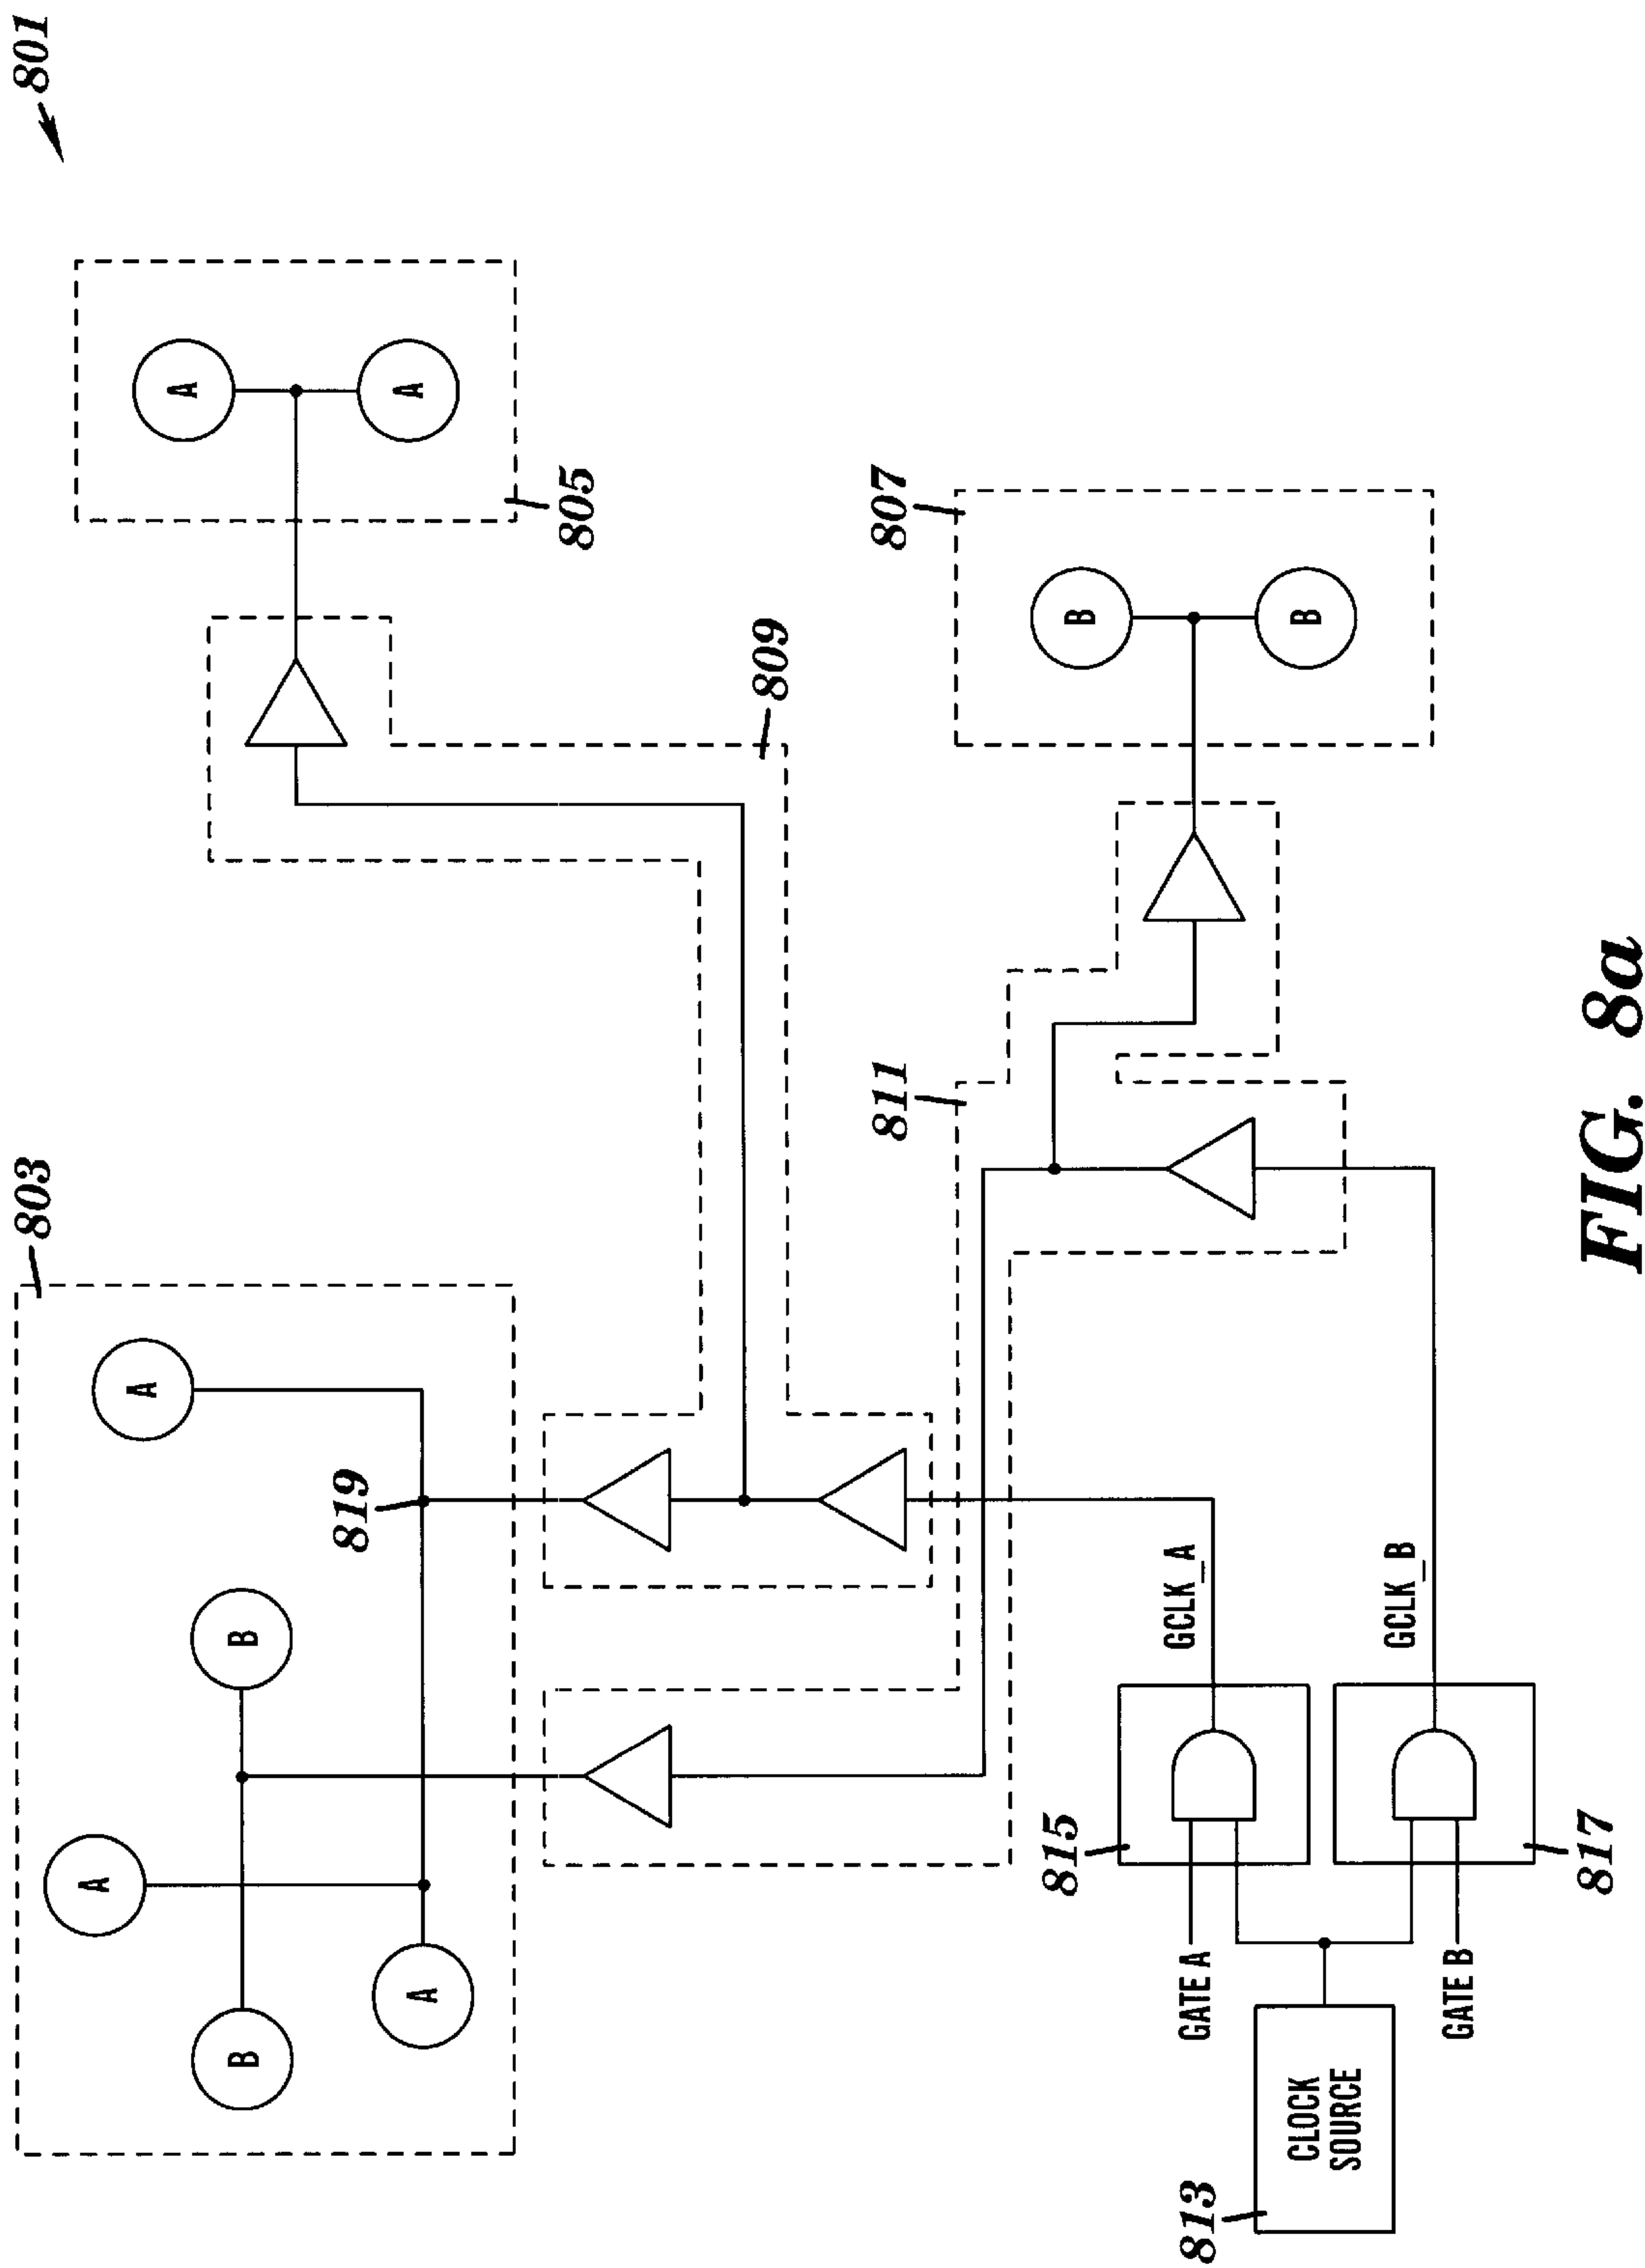 801
803
A
A
B
B
A
819
A
A
805
809
807
B
B
811
GCLK_A
GCLK_B
815
817
GATE A
GATE B
813
CLOCK
SOURCE
FIG. 8a